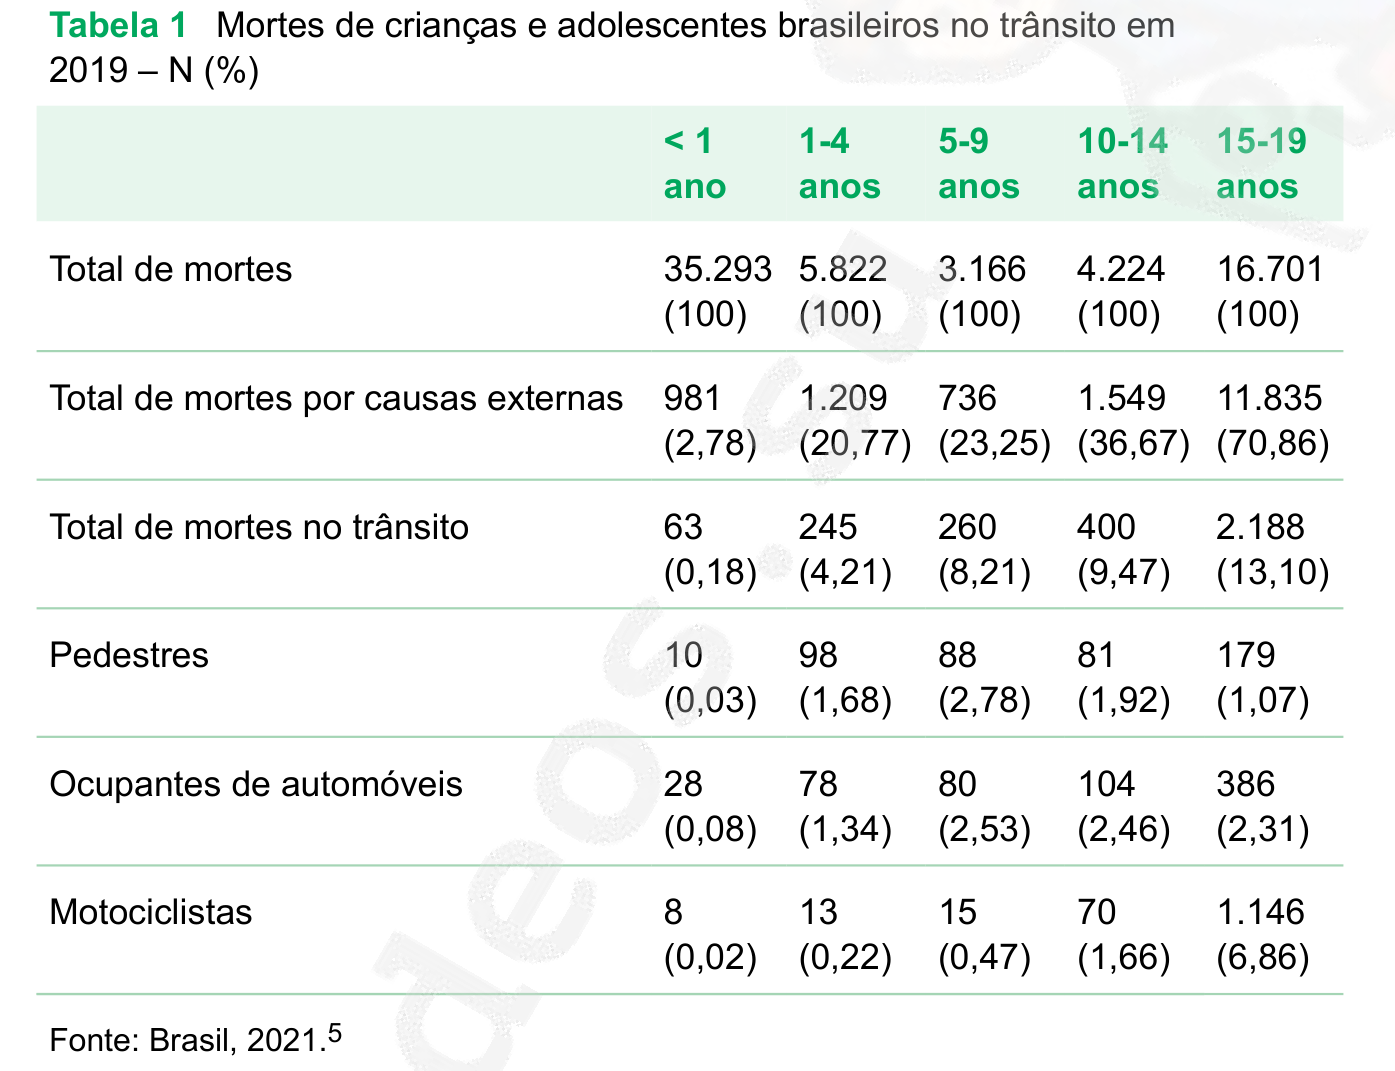 Tabela 1 Mortes de crianças e adolescentes brasileiros no trânsito em
2019 – N (%)
< 1 1-4 5-9 10-14 15-19
ano anos anos anos anos
Total de mortes 35.293 5.822 3.166 4.224 16.701
(100) (100) (100) (100) (100)
Total de mortes por causas externas 981 1.209 736 1.549 11.835
(2,78) (20,77) (23,25) (36,67) (70,86)
Total de mortes no trânsito 63 245 260 400 2.188
(0,18) (4,21) (8,21) (9,47) (13,10)
Pedestres 10 98 88 81 179
(0,03) (1,68) (2,78) (1,92) (1,07)
Ocupantes de automóveis 28 78 80 104 386
(0,08) (1,34) (2,53) (2,46) (2,31)
Motociclistas 8 13 15 70 1.146
(0,02) (0,22) (0,47) (1,66) (6,86)
Fonte: Brasil, 2021.5
deos.su